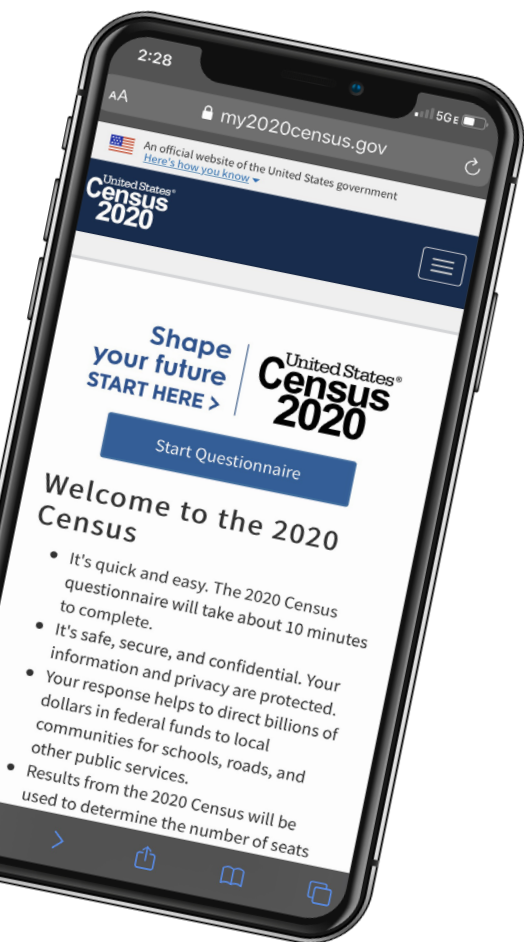 2:28
5G E
AA
my2020census.gov
An official website of the United States government
Here's how you know
United States®
Census
2020
Shape
your future
START HERE >
United States®
Census
2020
Start Questionnaire
Welcome to the 2020
Census
• It's quick and easy. The 2020 Census
questionnaire will take about 10 minutes
to complete.
• It's safe, secure, and confidential. Your
information and privacy are protected.
• Your response helps to direct billions of
dollars in federal funds to local
communities for schools, roads, and
other public services.
• Results from the 2020 Census will be
used to determine the number of seats